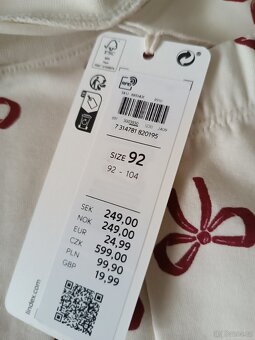 FSC
7 314781 820195
SIZE 92
92 - 104
SEK 249,00
NOK 249,00
EUR 24,99
CZK 599,00
PLN 99,90
GBP 19,99
lindex.com